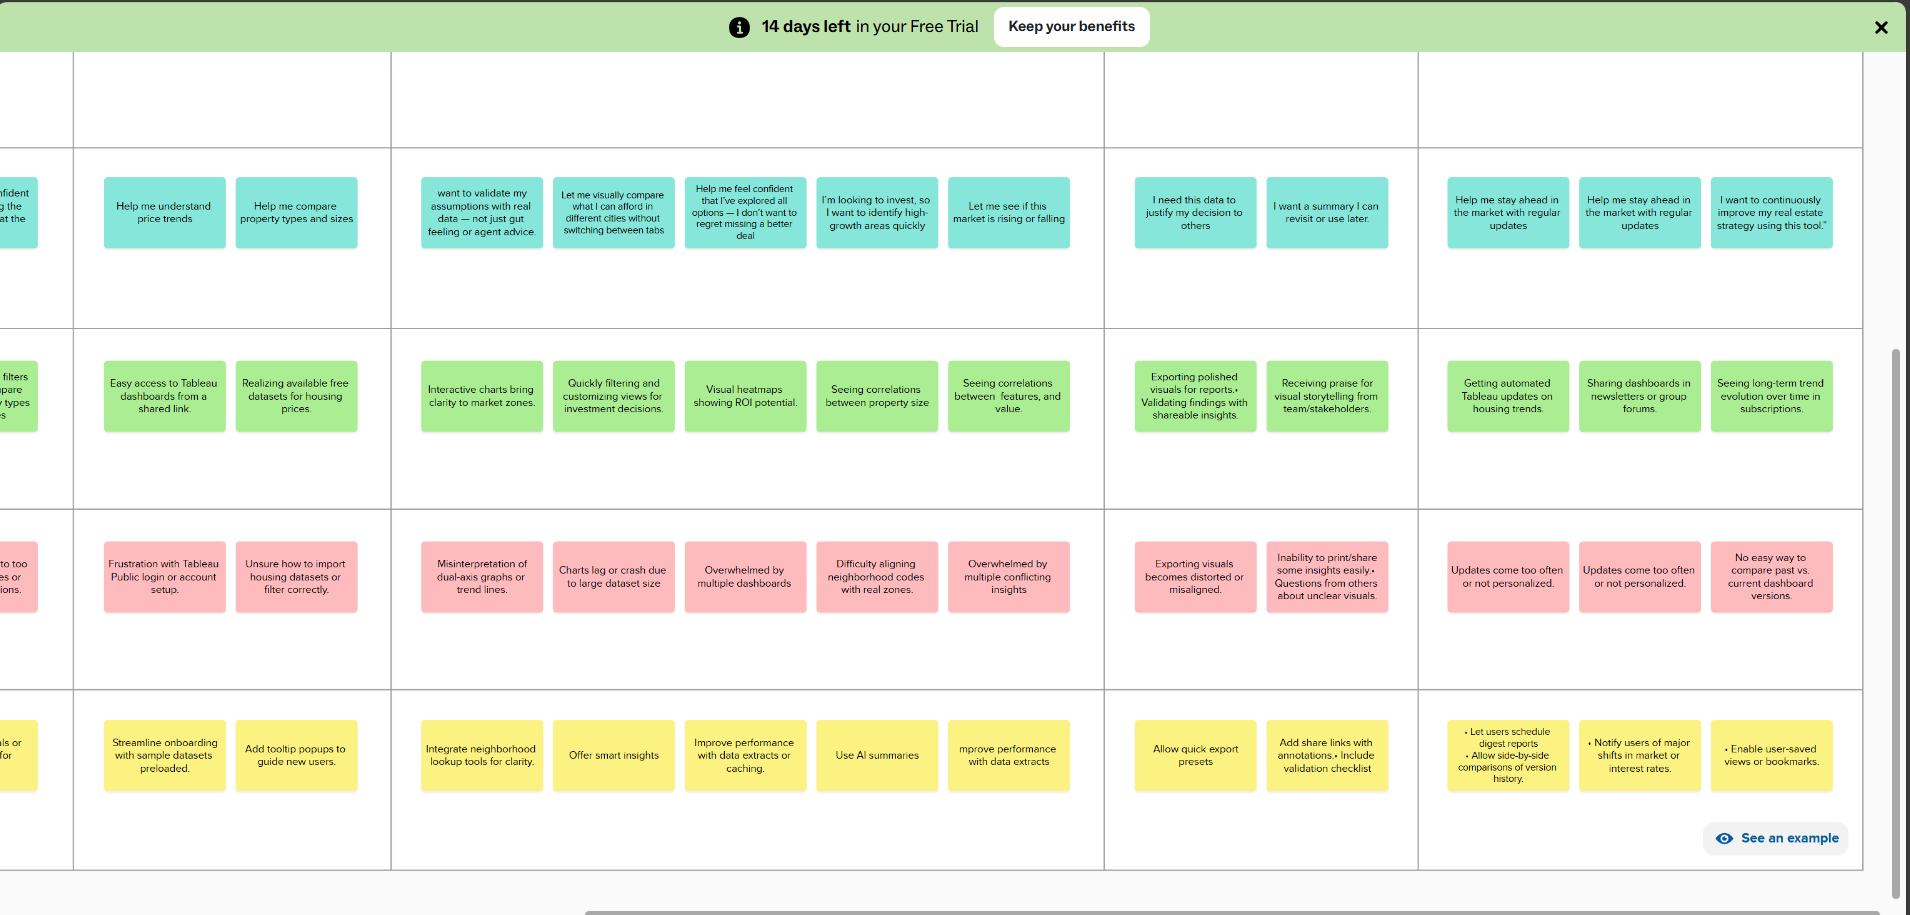 14 days left in your Free Trial
Keep your benefits
fident
g the
at the
Help me understand
price trends
Help me compare
property types and sizes
want to validate my
assumptions with real
data — not just gut
feeling or agent advice.
Let me visually compare
what I can afford in
different cities without
switching between tabs
Help me feel confident
that I've explored all
options — I don't want to
regret missing a better
deal
I'm looking to invest, so
I want to identify high-
growth areas quickly
Let me see if this
market is rising or falling
I need this data to
justify my decision to
others
I want a summary I can
revisit or use later.
Help me stay ahead in
the market with regular
updates
Help me stay ahead in
the market with regular
updates
I want to continuously
improve my real estate
strategy using this tool."
filters
pare
types
s
Easy access to Tableau
dashboards from a
shared link.
Realizing available free
datasets for housing
prices.
Interactive charts bring
clarity to market zones.
Quickly filtering and
customizing views for
investment decisions.
Visual heatmaps
showing ROI potential.
Seeing correlations
between property size
Seeing correlations
between features, and
value.
Exporting polished
visuals for reports.•
Validating findings with
shareable insights.
Receiving praise for
visual storytelling from
team/stakeholders.
Getting automated
Tableau updates on
housing trends.
Sharing dashboards in
newsletters or group
forums.
Seeing long-term trend
evolution over time in
subscriptions.
to too
es or
ions.
Frustration with Tableau
Public login or account
setup.
Unsure how to import
housing datasets or
filter correctly.
Misinterpretation of
dual-axis graphs or
trend lines.
Charts lag or crash due
to large dataset size
Overwhelmed by
multiple dashboards
Difficulty aligning
neighborhood codes
with real zones.
Overwhelmed by
multiple conflicting
insights
Exporting visuals
becomes distorted or
misaligned.
Inability to print/share
some insights easily.•
Questions from others
about unclear visuals.
Updates come too often
or not personalized.
Updates come too often
or not personalized.
No easy way to
compare past vs.
current dashboard
versions.
ls or
for
Streamline onboarding
with sample datasets
preloaded.
Add tooltip popups to
guide new users.
Integrate neighborhood
lookup tools for clarity.
Offer smart insights
Improve performance
with data extracts or
caching.
Use AI summaries
mprove performance
with data extracts
Allow quick export
presets
Add share links with
annotations.• Include
validation checklist
• Let users schedule
digest reports
• Allow side-by-side
comparisons of version
history.
• Notify users of major
shifts in market or
interest rates.
• Enable user-saved
views or bookmarks.
See an example